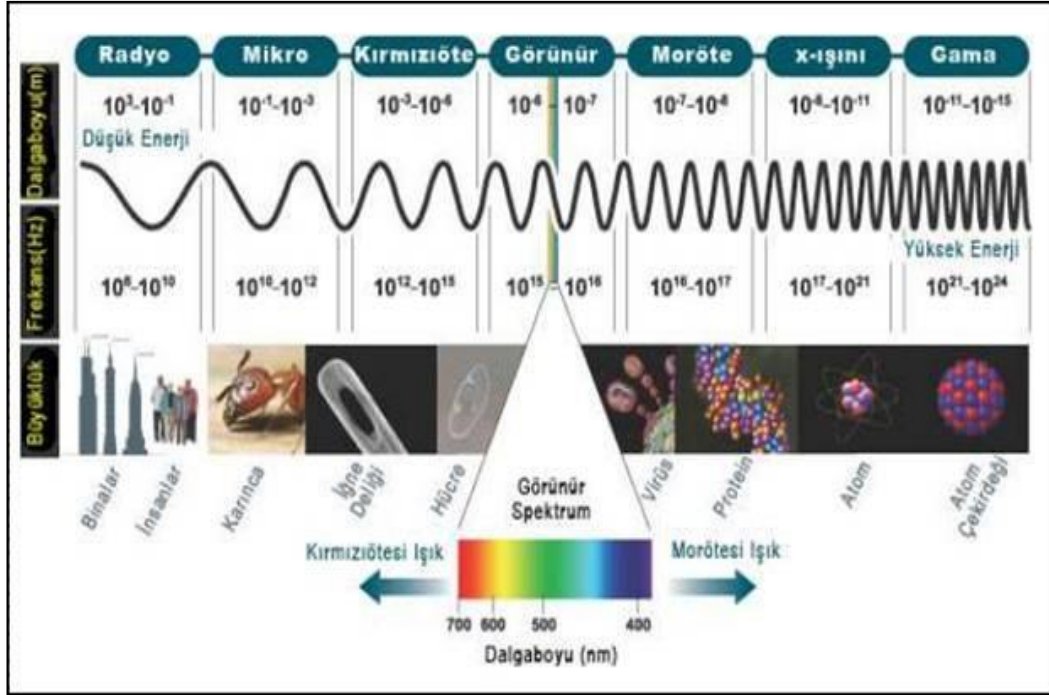 Radyo Mikro Kırmızıöte Görünür Moröte x-ışını Gama
Dalgaboyu(m)
10³-10⁻¹ 10⁻¹-10⁻³ 10⁻³-10⁻⁶ 10⁻⁶ - 10⁻⁷ 10⁻⁷-10⁻⁸ 10⁻⁸-10⁻¹¹ 10⁻¹¹-10⁻¹⁵
Düşük Enerji
Yüksek Enerji
Frekans(Hz)
10⁶-10¹⁰ 10¹⁰-10¹² 10¹²-10¹⁵ 10¹⁵ - 10¹⁶ 10¹⁶-10¹⁷ 10¹⁷-10²¹ 10²¹-10²⁴
Büyüklük
Binalar İnsanlar Karınca İğne Deliği Hücre Virüs Protein Atom Atom Çekirdeği
Görünür
Spektrum
Kırmızıötesi Işık Morötesi Işık
700 600 500 400
Dalgaboyu (nm)